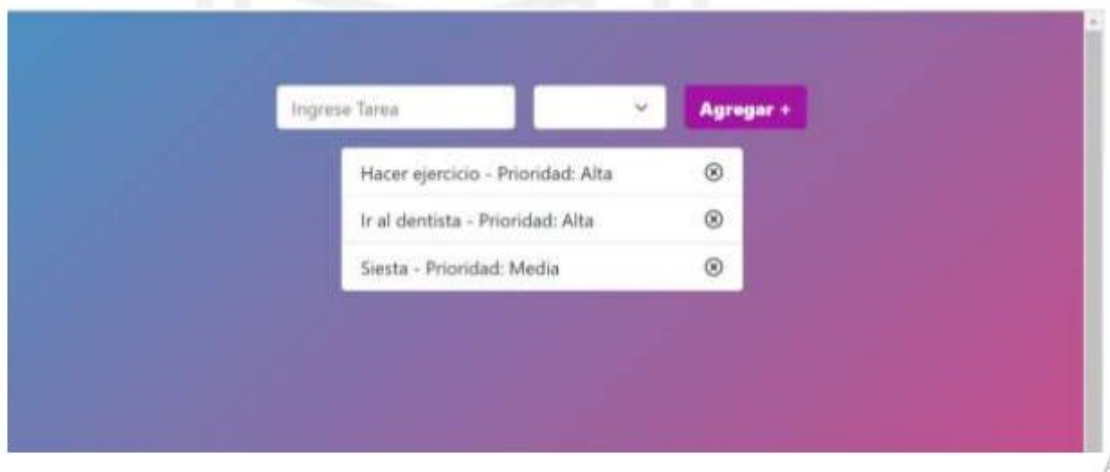 Ingrese Tarea
Agregar +
Hacer ejercicio - Prioridad: Alta
Ir al dentista - Prioridad: Alta
Siesta - Prioridad: Media